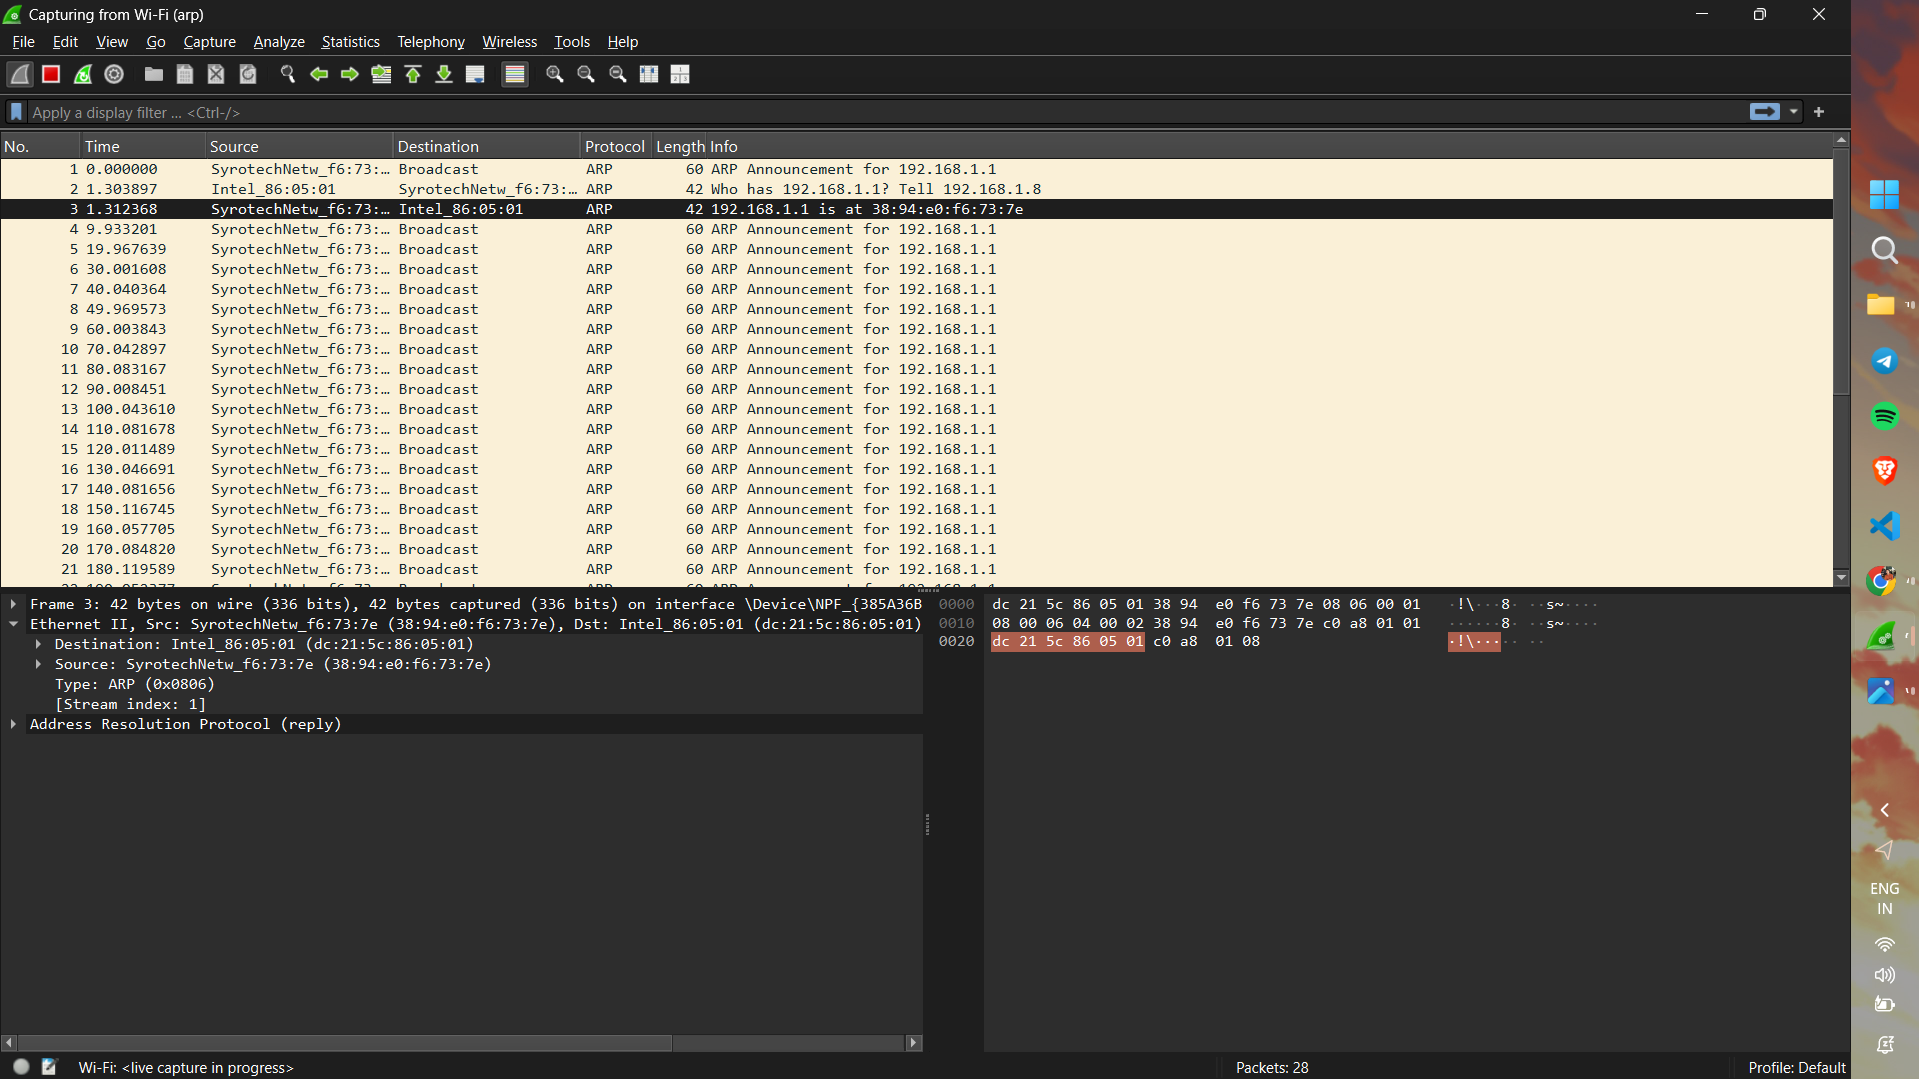 Capturing from Wi-Fi (arp)
File Edit View Go Capture Analyze Statistics Telephony Wireless Tools Help
Apply a display filter ... <Ctrl-/>
No. Time Source Destination Protocol Length Info
1 0.000000 SyrotechNetw_f6:73:… Broadcast ARP 60 ARP Announcement for 192.168.1.1
2 1.303897 Intel_86:05:01 SyrotechNetw_f6:73:… ARP 42 Who has 192.168.1.1? Tell 192.168.1.8
3 1.312368 SyrotechNetw_f6:73:… Intel_86:05:01 ARP 42 192.168.1.1 is at 38:94:e0:f6:73:7e
4 9.933201 SyrotechNetw_f6:73:… Broadcast ARP 60 ARP Announcement for 192.168.1.1
5 19.967639 SyrotechNetw_f6:73:… Broadcast ARP 60 ARP Announcement for 192.168.1.1
6 30.001608 SyrotechNetw_f6:73:… Broadcast ARP 60 ARP Announcement for 192.168.1.1
7 40.040364 SyrotechNetw_f6:73:… Broadcast ARP 60 ARP Announcement for 192.168.1.1
8 49.969573 SyrotechNetw_f6:73:… Broadcast ARP 60 ARP Announcement for 192.168.1.1
9 60.003843 SyrotechNetw_f6:73:… Broadcast ARP 60 ARP Announcement for 192.168.1.1
10 70.042897 SyrotechNetw_f6:73:… Broadcast ARP 60 ARP Announcement for 192.168.1.1
11 80.083167 SyrotechNetw_f6:73:… Broadcast ARP 60 ARP Announcement for 192.168.1.1
12 90.008451 SyrotechNetw_f6:73:… Broadcast ARP 60 ARP Announcement for 192.168.1.1
13 100.043610 SyrotechNetw_f6:73:… Broadcast ARP 60 ARP Announcement for 192.168.1.1
14 110.081678 SyrotechNetw_f6:73:… Broadcast ARP 60 ARP Announcement for 192.168.1.1
15 120.011489 SyrotechNetw_f6:73:… Broadcast ARP 60 ARP Announcement for 192.168.1.1
16 130.046691 SyrotechNetw_f6:73:… Broadcast ARP 60 ARP Announcement for 192.168.1.1
17 140.081656 SyrotechNetw_f6:73:… Broadcast ARP 60 ARP Announcement for 192.168.1.1
18 150.116745 SyrotechNetw_f6:73:… Broadcast ARP 60 ARP Announcement for 192.168.1.1
19 160.057705 SyrotechNetw_f6:73:… Broadcast ARP 60 ARP Announcement for 192.168.1.1
20 170.084820 SyrotechNetw_f6:73:… Broadcast ARP 60 ARP Announcement for 192.168.1.1
21 180.119589 SyrotechNetw_f6:73:… Broadcast ARP 60 ARP Announcement for 192.168.1.1
Frame 3: 42 bytes on wire (336 bits), 42 bytes captured (336 bits) on interface \Device\NPF_{385A36B
Ethernet II, Src: SyrotechNetw_f6:73:7e (38:94:e0:f6:73:7e), Dst: Intel_86:05:01 (dc:21:5c:86:05:01)
Destination: Intel_86:05:01 (dc:21:5c:86:05:01)
Source: SyrotechNetw_f6:73:7e (38:94:e0:f6:73:7e)
Type: ARP (0x0806)
[Stream index: 1]
Address Resolution Protocol (reply)
0000 dc 21 5c 86 05 01 38 94 e0 f6 73 7e 08 06 00 01 ·!\···8· ··s~····
0010 08 00 06 04 00 02 38 94 e0 f6 73 7e c0 a8 01 01 ······8· ··s~····
0020 dc 21 5c 86 05 01 c0 a8 01 08 ·!\····· ··
ENG
IN
Wi-Fi: <live capture in progress>
Packets: 28
Profile: Default